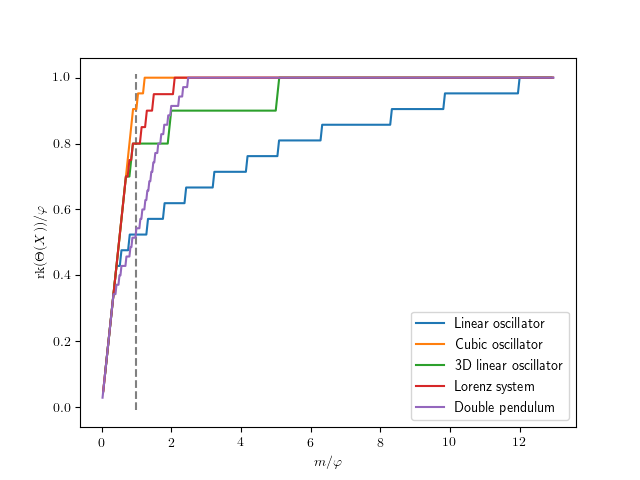 1.0
0.8
0.6
0.4
0.2
0.0
rk(Θ(X))/φ
0 2 4 6 8 10 12
m/φ
Linear oscillator
Cubic oscillator
3D linear oscillator
Lorenz system
Double pendulum